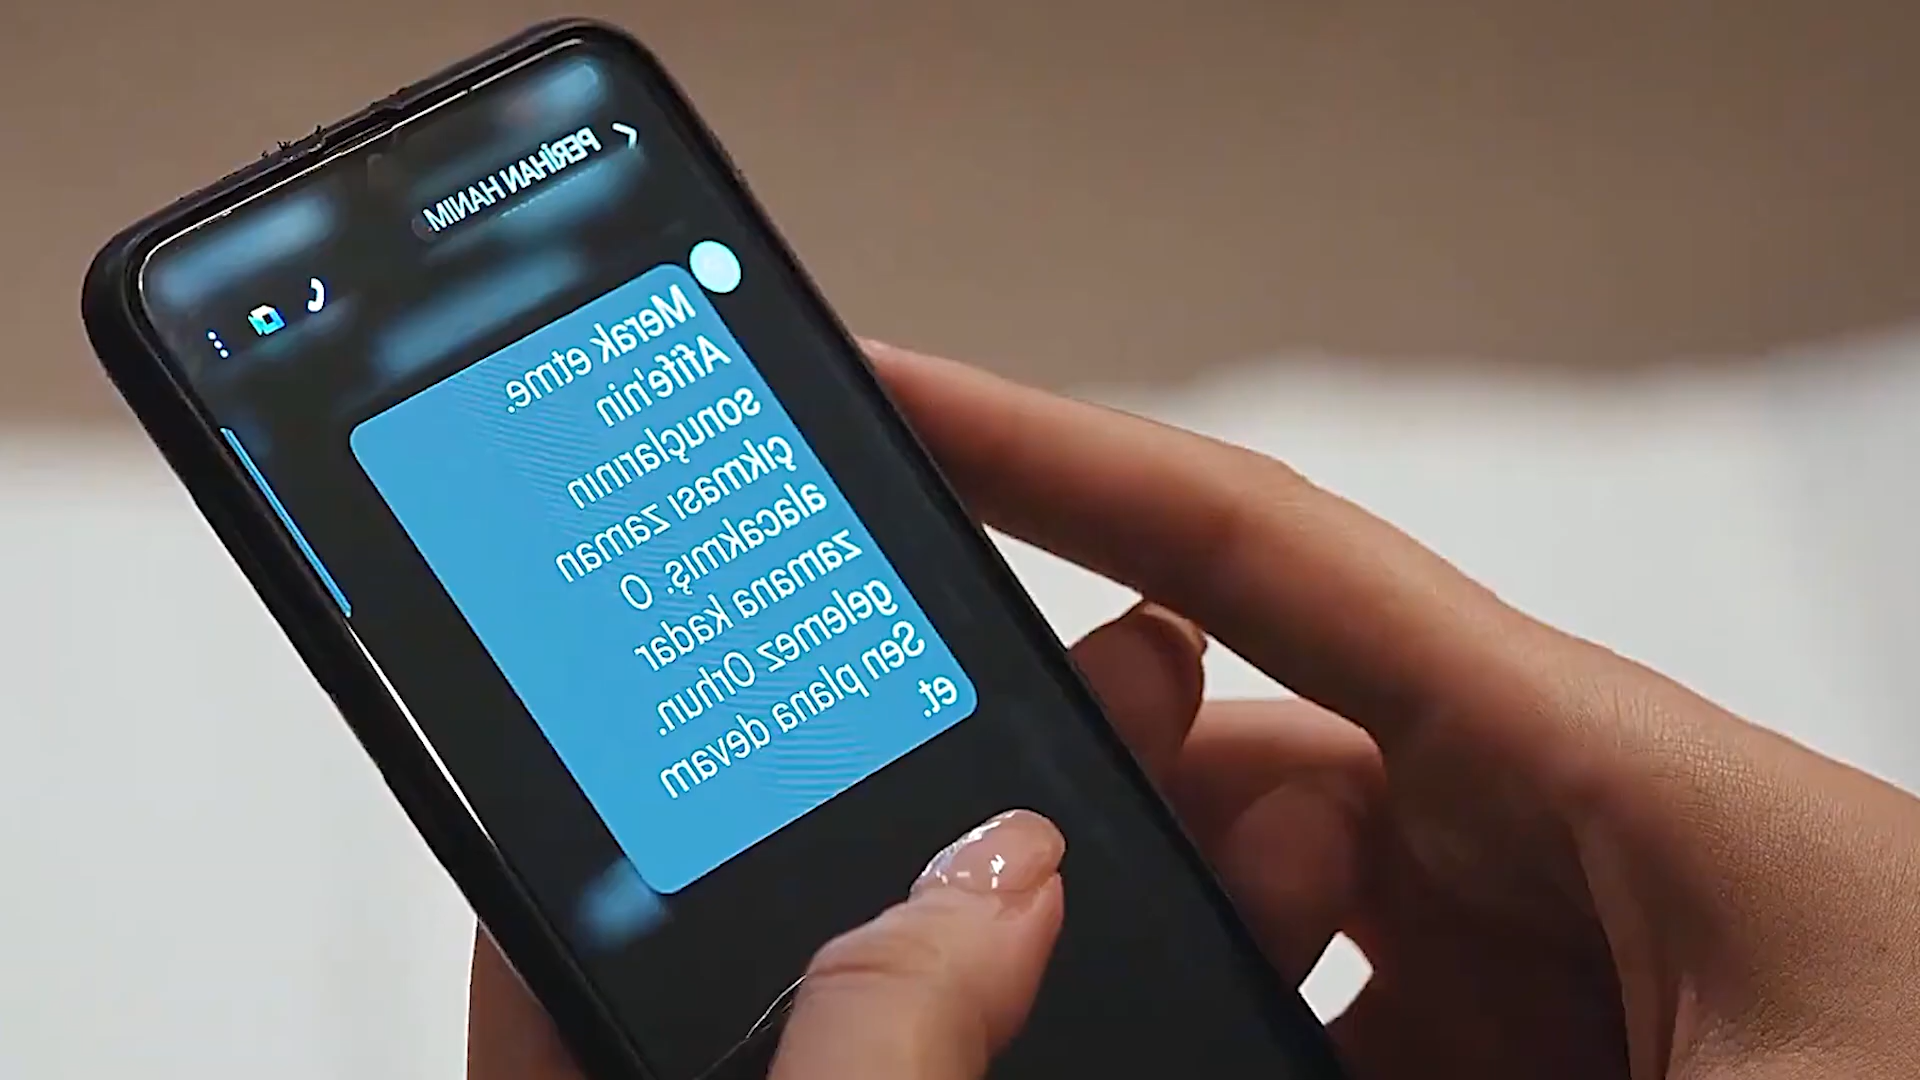 PERİHAN HANIM
Merak etme.
Afife'nin
sonuçlarının
çıkması zaman
alacakmış. O
zamana kadar
gelemez Orhun.
Sen plana devam
et.